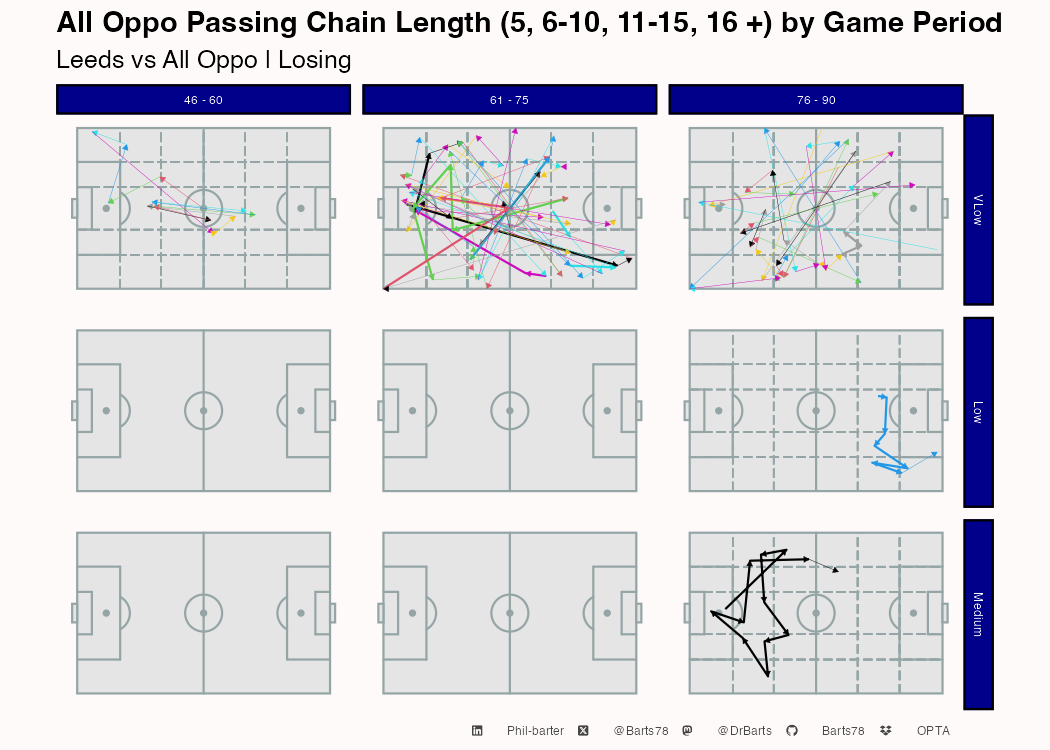 All Oppo Passing Chain Length (5, 6-10, 11-15, 16 +) by Game Period
Leeds vs All Oppo | Losing
46 - 60
61 - 75
76 - 90
VLow
Low
Medium
Phil-barter @Barts78 @DrBarts Barts78 OPTA